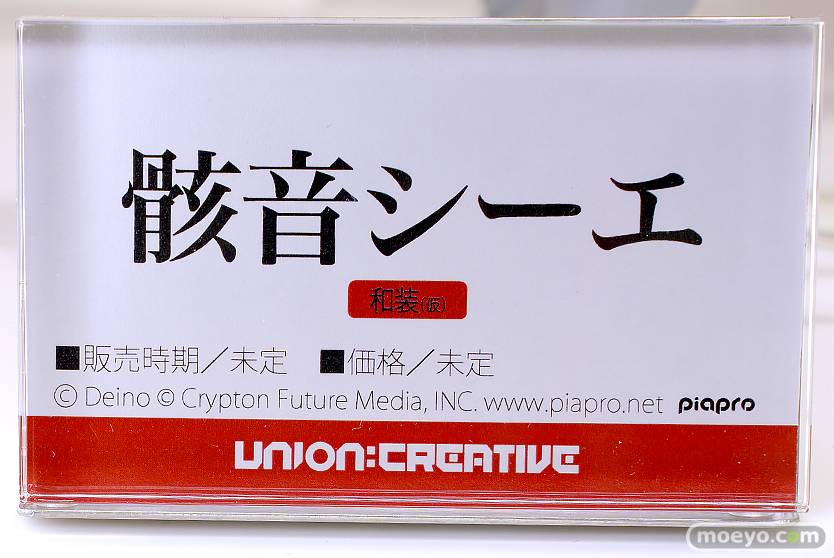 骸音シーエ
和装(仮)
■販売時期／未定 ■価格／未定
© Deino © Crypton Future Media, INC. www.piapro.net piapro
UNION:CREATIVE
moeyo.com